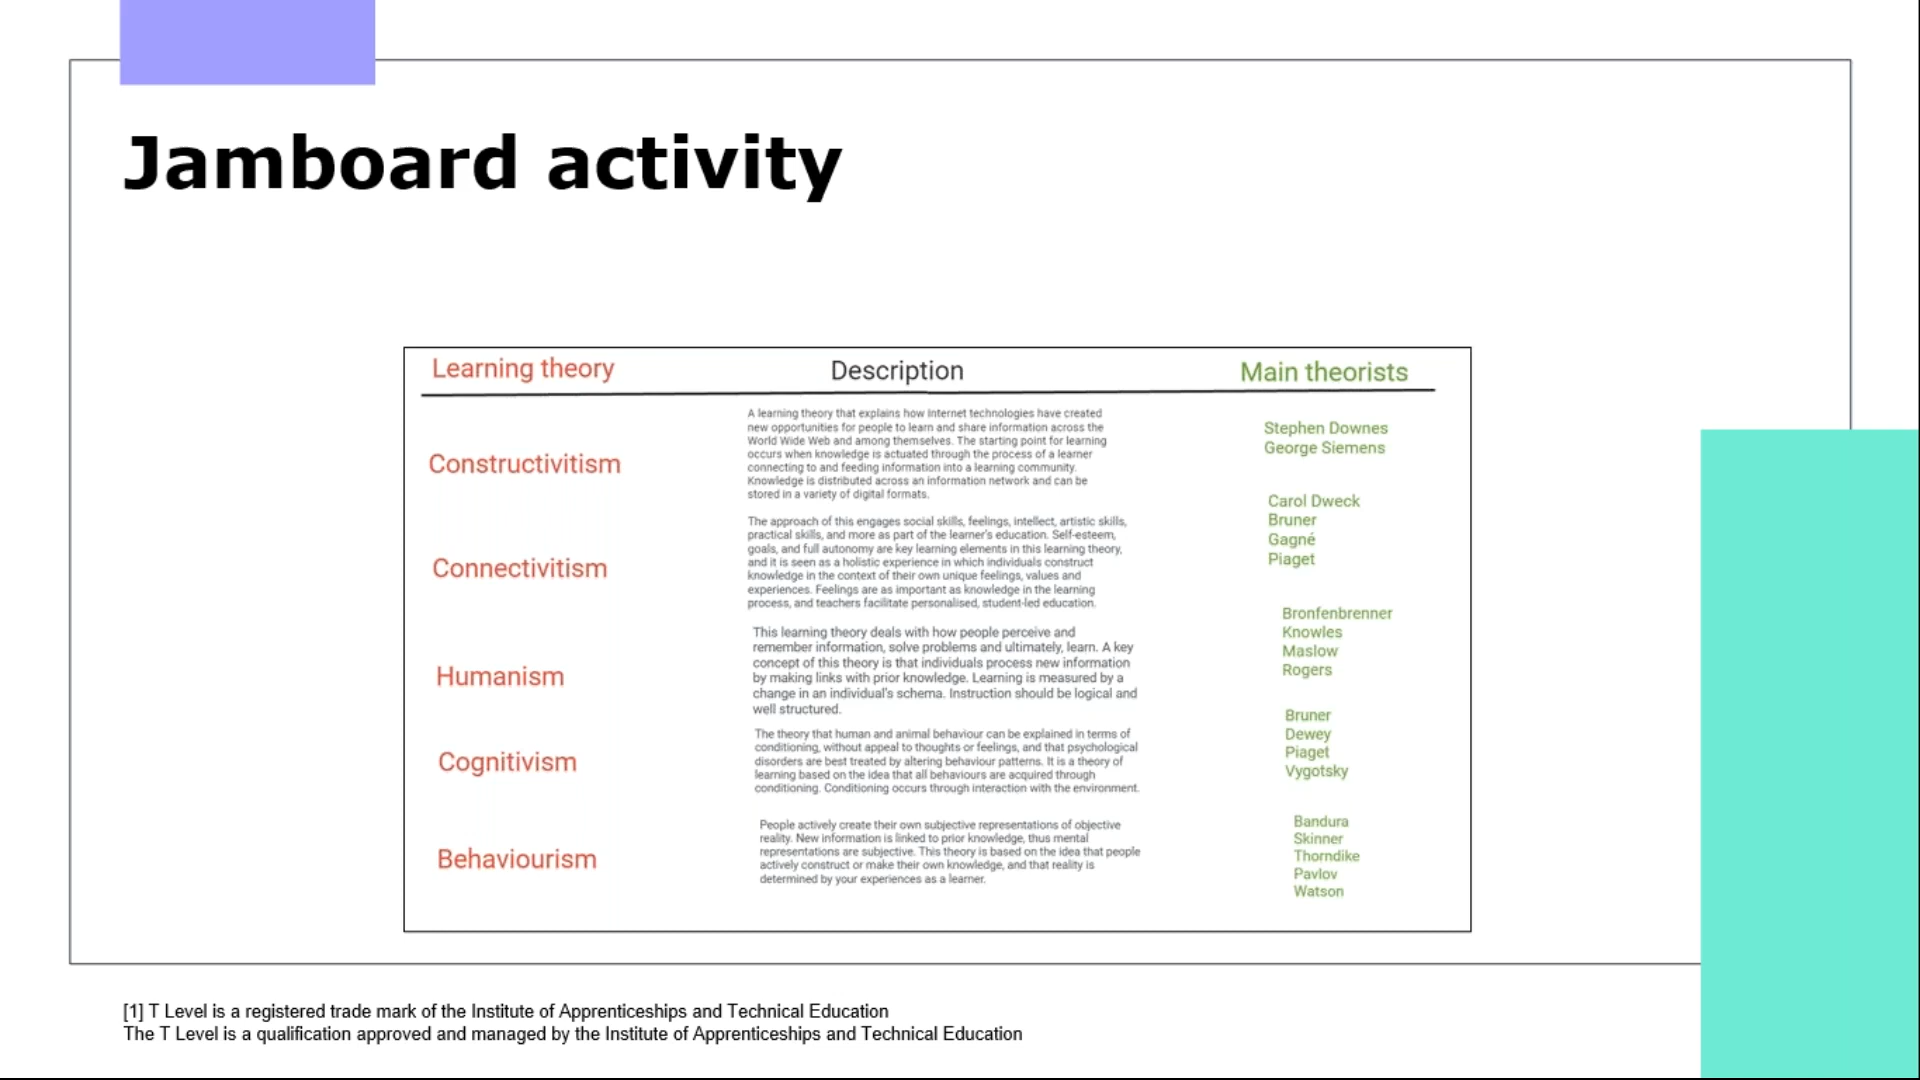 Jamboard activity
Learning theory
Description
Main theorists
Constructivitism
Connectivitism
Humanism
Cognitivism
Behaviourism
A learning theory that explains how Internet technologies have created
new opportunities for people to learn and share information across the
World Wide Web and among themselves. The starting point for learning
occurs when knowledge is actuated through the process of a learner
connecting to and feeding information into a learning community.
Knowledge is distributed across an information network and can be
stored in a variety of digital formats.
The approach of this engages social skills, feelings, intellect, artistic skills,
practical skills, and more as part of the learner's education. Self-esteem,
goals, and full autonomy are key learning elements in this learning theory,
and it is seen as a holistic experience in which individuals construct
knowledge in the context of their own unique feelings, values and
experiences. Feelings are as important as knowledge in the learning
process, and teachers facilitate personalised, student-led education.
This learning theory deals with how people perceive and
remember information, solve problems and ultimately, learn. A key
concept of this theory is that individuals process new information
by making links with prior knowledge. Learning is measured by a
change in an individual's schema. Instruction should be logical and
well structured.
The theory that human and animal behaviour can be explained in terms of
conditioning, without appeal to thoughts or feelings, and that psychological
disorders are best treated by altering behaviour patterns. It is a theory of
learning based on the idea that all behaviours are acquired through
conditioning. Conditioning occurs through interaction with the environment.
People actively create their own subjective representations of objective
reality. New information is linked to prior knowledge, thus mental
representations are subjective. This theory is based on the idea that people
actively construct or make their own knowledge, and that reality is
determined by your experiences as a learner.
Stephen Downes
George Siemens
Carol Dweck
Bruner
Gagné
Piaget
Bronfenbrenner
Knowles
Maslow
Rogers
Bruner
Dewey
Piaget
Vygotsky
Bandura
Skinner
Thorndike
Pavlov
Watson
[1] T Level is a registered trade mark of the Institute of Apprenticeships and Technical Education
The T Level is a qualification approved and managed by the Institute of Apprenticeships and Technical Education